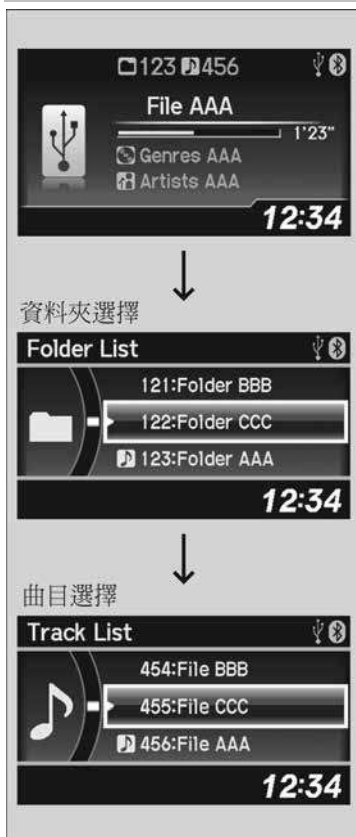 123 456
File AAA
1'23"
Genres AAA
Artists AAA
12:34
資料夾選擇
Folder List
121:Folder BBB
122:Folder CCC
123:Folder AAA
12:34
曲目選擇
Track List
454:File BBB
455:File CCC
456:File AAA
12:34